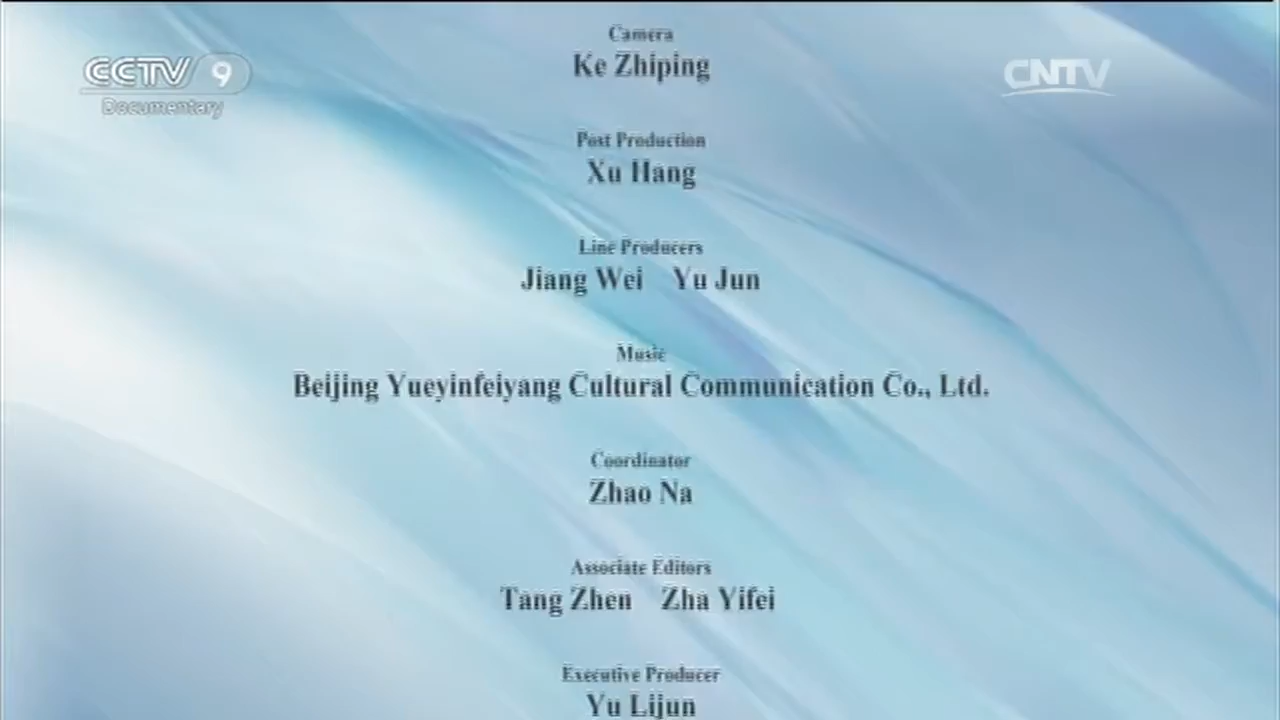 Camera
Ke Zhiping
CCTV 9
Documentary
CNTV
Post Production
Xu Hang
Line Producers
Jiang Wei Yu Jun
Music
Beijing Yueyinfeiyang Cultural Communication Co., Ltd.
Coordinator
Zhao Na
Associate Editors
Tang Zhen Zha Yifei
Executive Producer
Yu Lijun